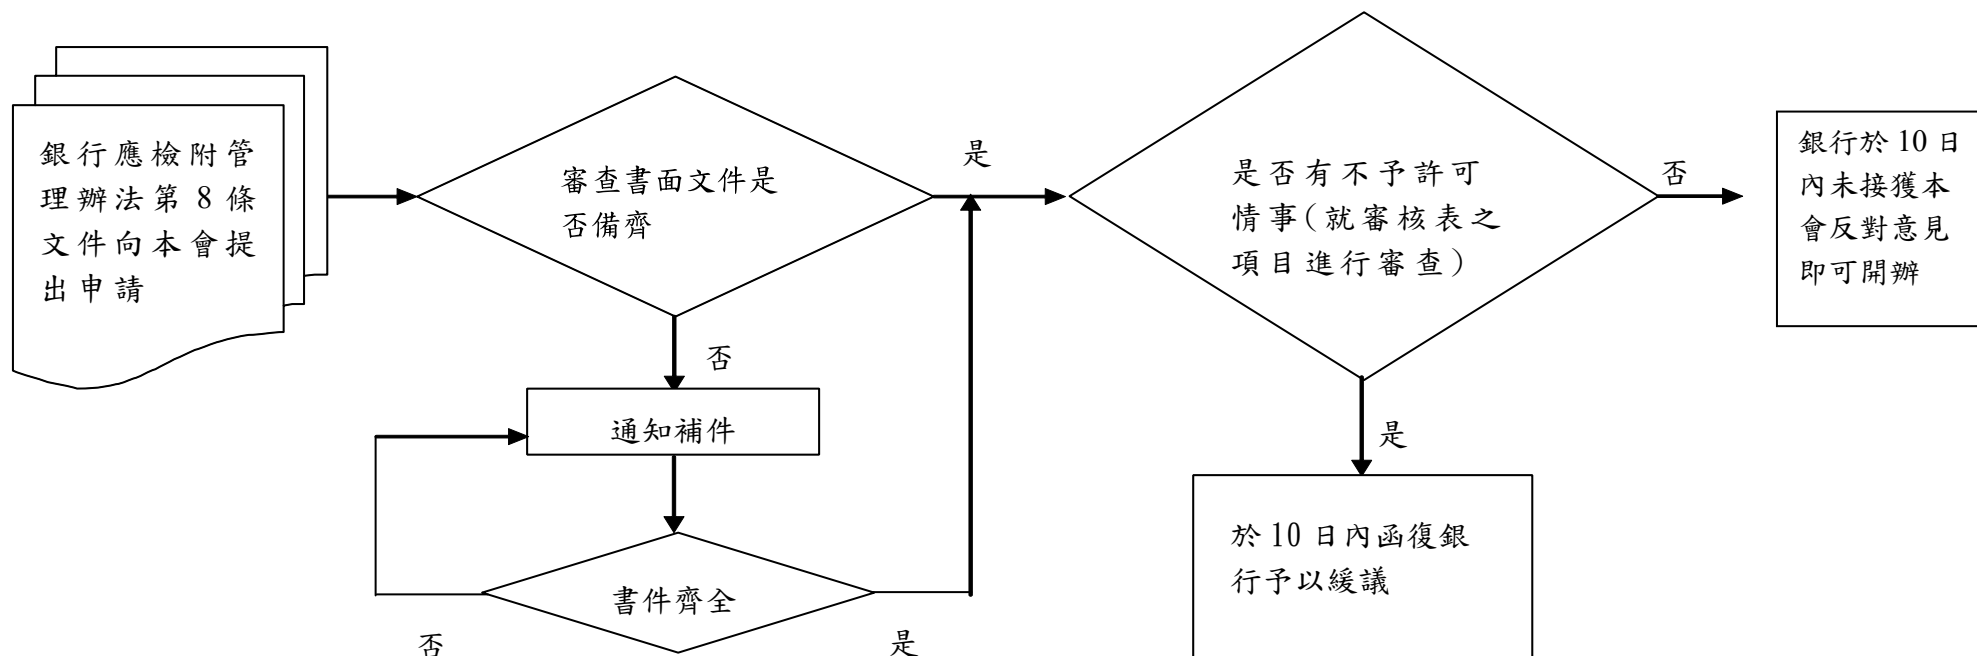 銀行應檢附管
理辦法第 8 條
文件向本會提
出申請
審查書面文件是
否備齊
是
否
通知補件
書件齊全
否
是
是否有不予許可
情事(就審核表之
項目進行審查)
否
是
銀行於 10 日
內未接獲本
會反對意見
即可開辦
於 10 日內函復銀
行予以緩議